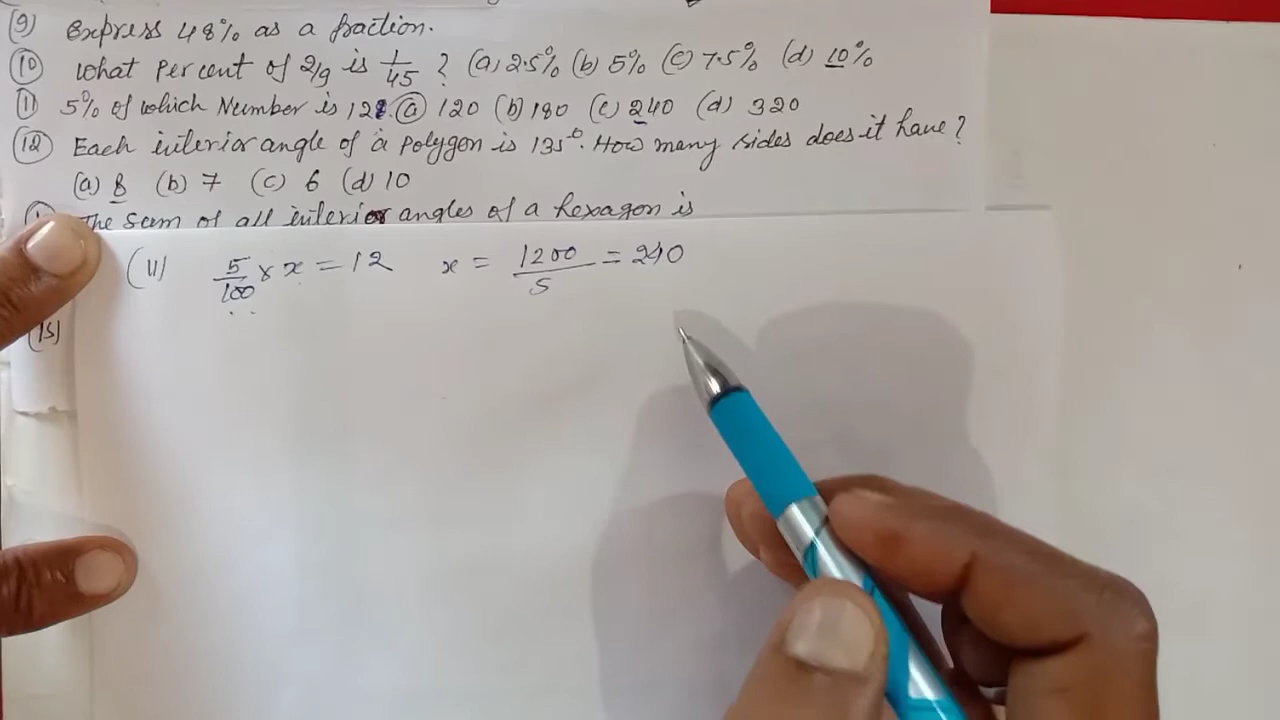 (9) Express 48% as a fraction.
(10) What percent of 2/9 is 1/45 ? (a) 2.5% (b) 5% (c) 7.5% (d) 10%
(11) 5% of which Number is 12? (a) 120 (b) 180 (c) 240 (d) 320
(12) Each interior angle of a polygon is 135°. How many sides does it have?
(a) 8 (b) 7 (c) 6 (d) 10
The sum of all interior angles of a hexagon is
(11) 5/100 × x = 12 x = 1200/5 = 240
(15)